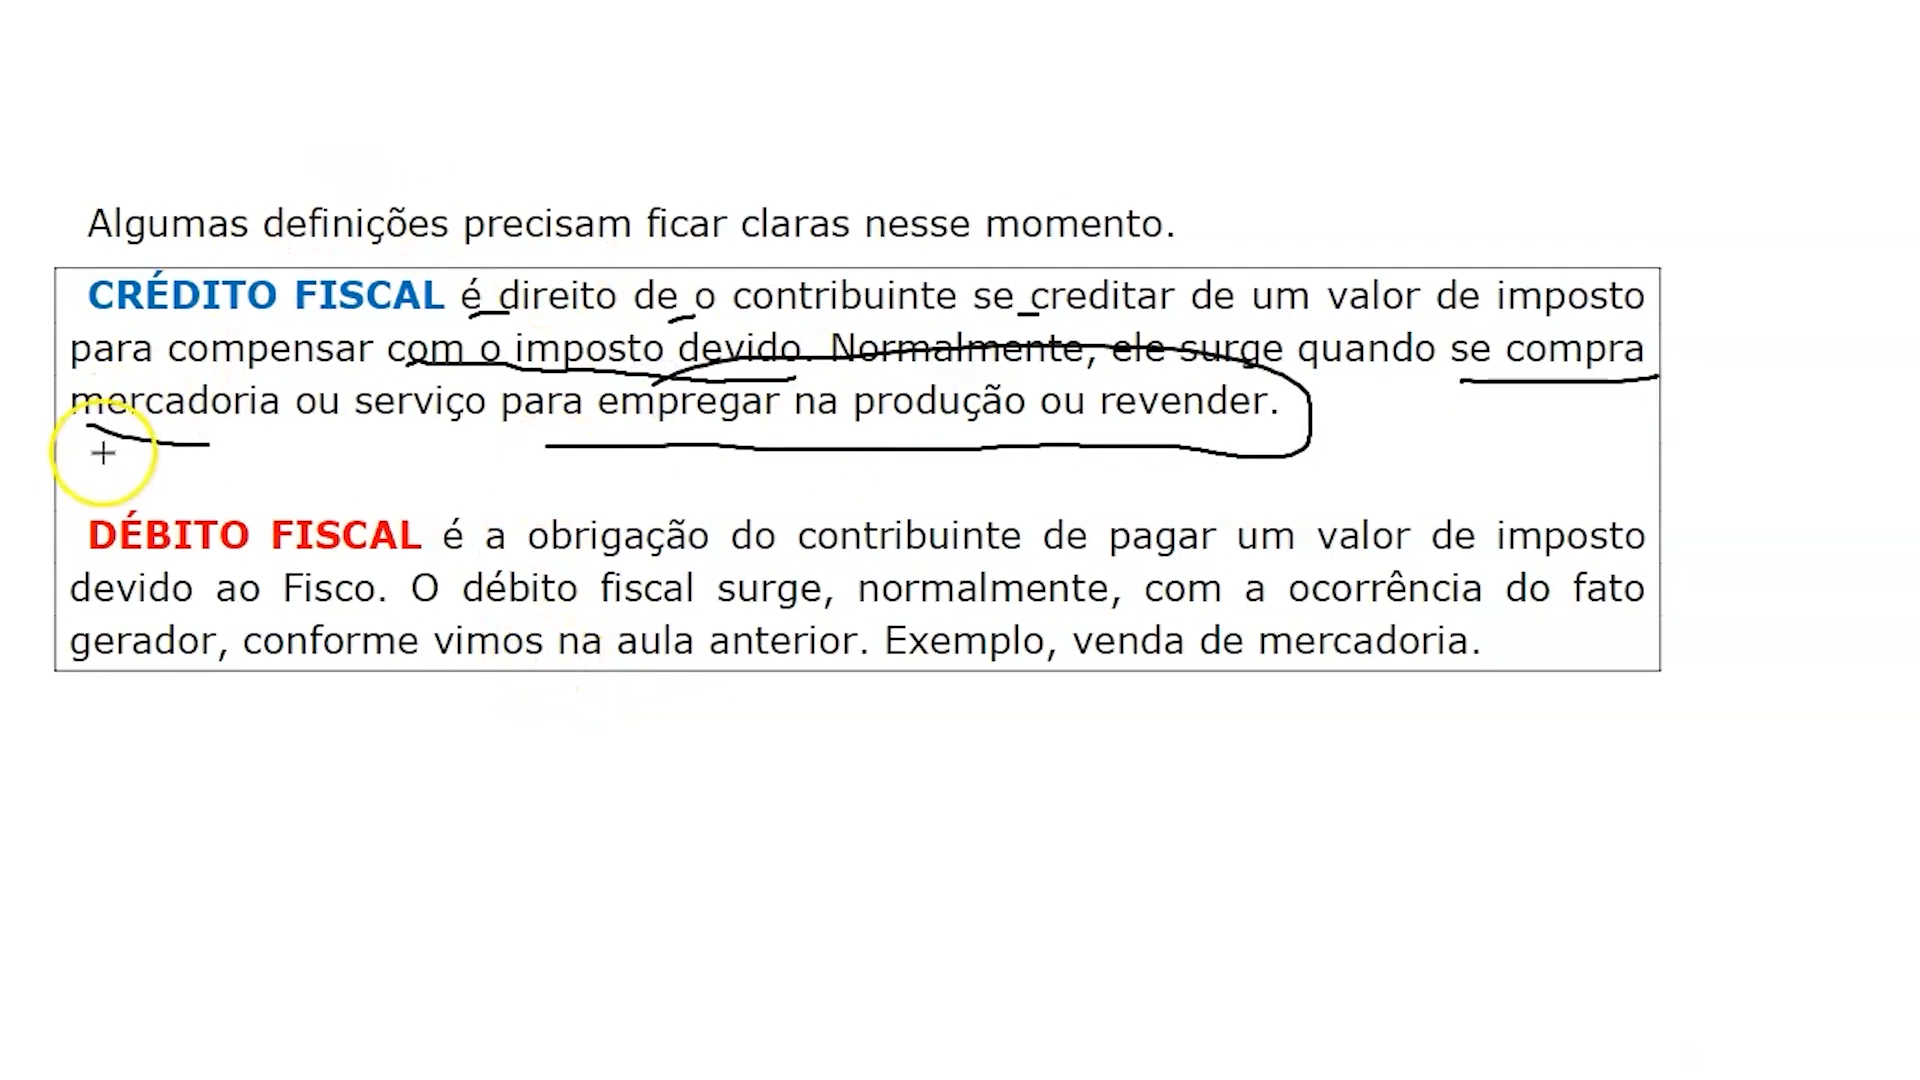 Algumas definições precisam ficar claras nesse momento.
CRÉDITO FISCAL é direito de o contribuinte se creditar de um valor de imposto
para compensar com o imposto devido. Normalmente, ele surge quando se compra
mercadoria ou serviço para empregar na produção ou revender.
DÉBITO FISCAL é a obrigação do contribuinte de pagar um valor de imposto
devido ao Fisco. O débito fiscal surge, normalmente, com a ocorrência do fato
gerador, conforme vimos na aula anterior. Exemplo, venda de mercadoria.